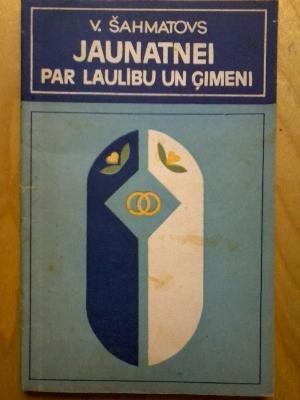 V. ŠAHMATOVS
JAUNATNEI
PAR LAULĪBU UN ĢIMENI